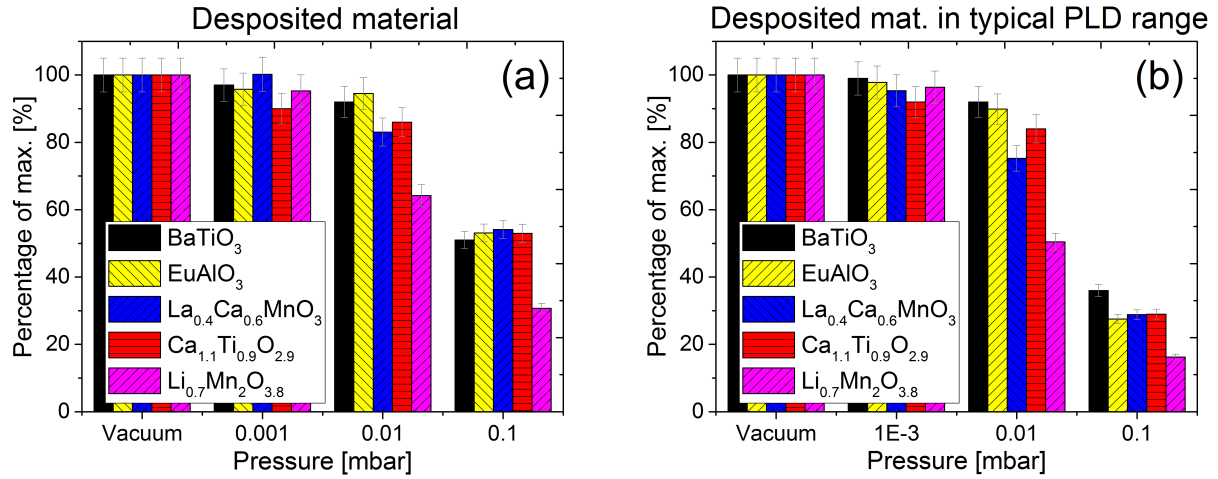 Desposited material
(a)
Percentage of max. [%]
100
80
60
40
20
0
BaTiO3
EuAlO3
La0.4Ca0.6MnO3
Ca1.1Ti0.9O2.9
Li0.7Mn2O3.8
Vacuum 0.001 0.01 0.1
Pressure [mbar]
Desposited mat. in typical PLD range
(b)
Percentage of max. [%]
100
80
60
40
20
0
BaTiO3
EuAlO3
La0.4Ca0.6MnO3
Ca1.1Ti0.9O2.9
Li0.7Mn2O3.8
Vacuum 1E-3 0.01 0.1
Pressure [mbar]